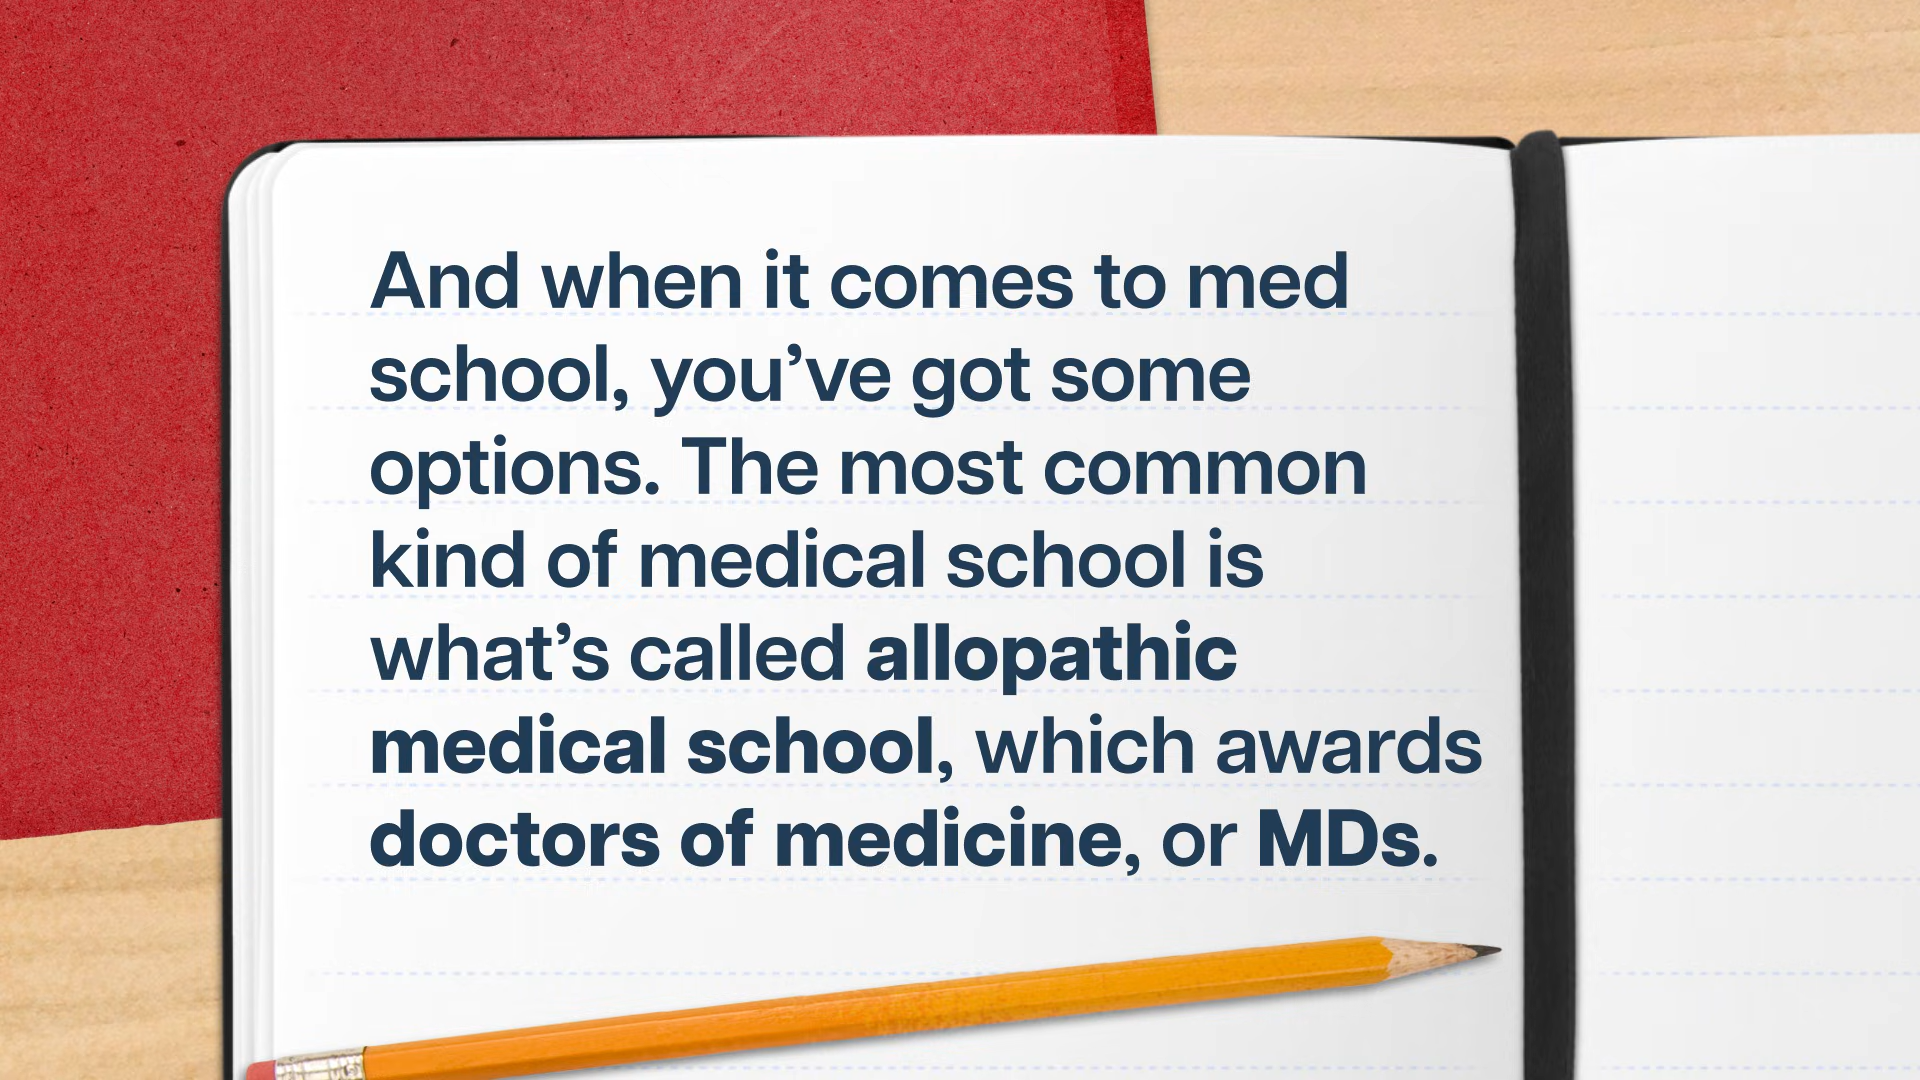 And when it comes to med
school, you’ve got some
options. The most common
kind of medical school is
what’s called allopathic
medical school, which awards
doctors of medicine, or MDs.